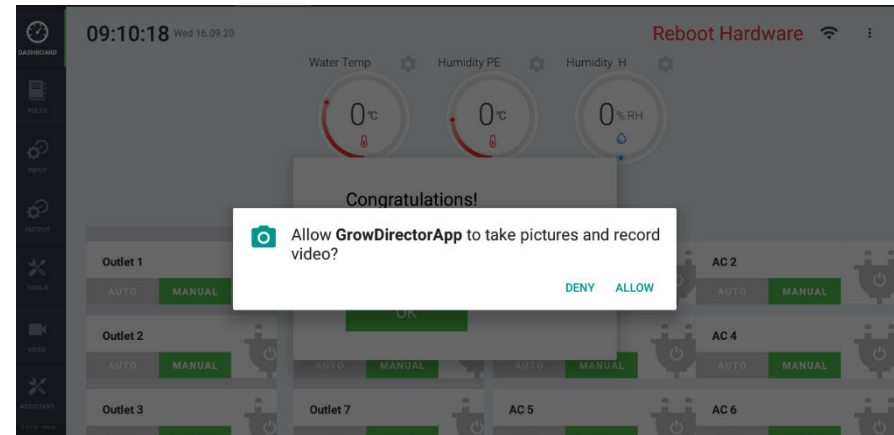 09:10:18 Wed 16.09.20
Reboot Hardware
DASHBOARD
RULES
INPUT
OUTPUT
TOOLS
VIDEO
ASSISTANT
Water Temp
Humidity PE
Humidity H
0 °C
0 °C
0 % RH
Congratulations!
Allow GrowDirectorApp to take pictures and record
video?
DENY ALLOW
OK
Outlet 1
AUTO MANUAL
AC 2
AUTO MANUAL
Outlet 2
AUTO MANUAL
AUTO MANUAL
AUTO MANUAL
AC 4
AUTO MANUAL
Outlet 3
Outlet 7
AC 5
AC 6